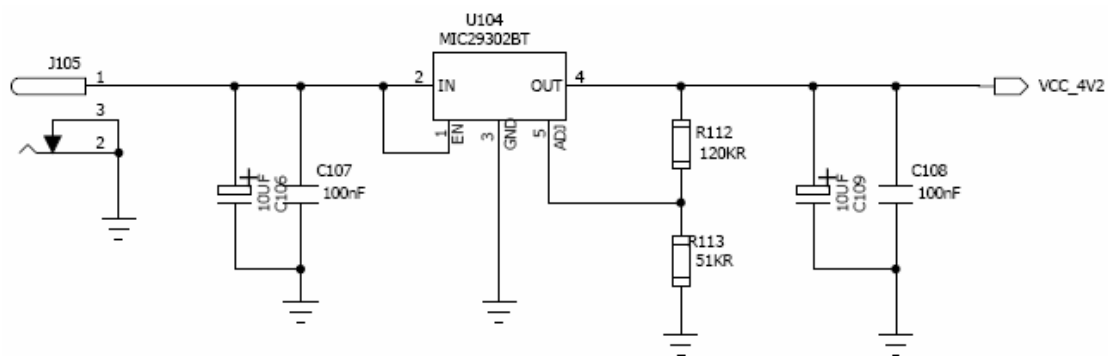 U104
MIC29302BT
J105
1
3
2
2
IN
OUT
4
1
EN
3
GND
5
ADJ
VCC_4V2
R112
120KR
R113
51KR
10UF
C106
C107
100nF
10UF
C109
C108
100nF